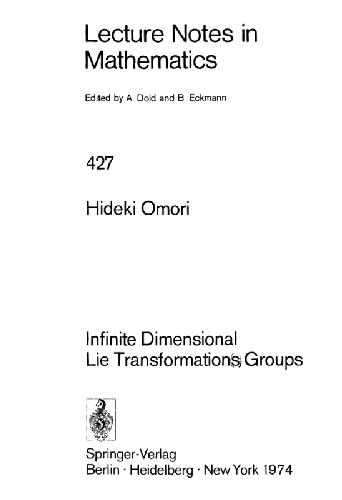 Lecture Notes in
Mathematics
Edited by A. Dold and B. Eckmann
427
Hideki Omori
Infinite Dimensional
Lie Transformations Groups
Springer-Verlag
Berlin · Heidelberg · New York 1974